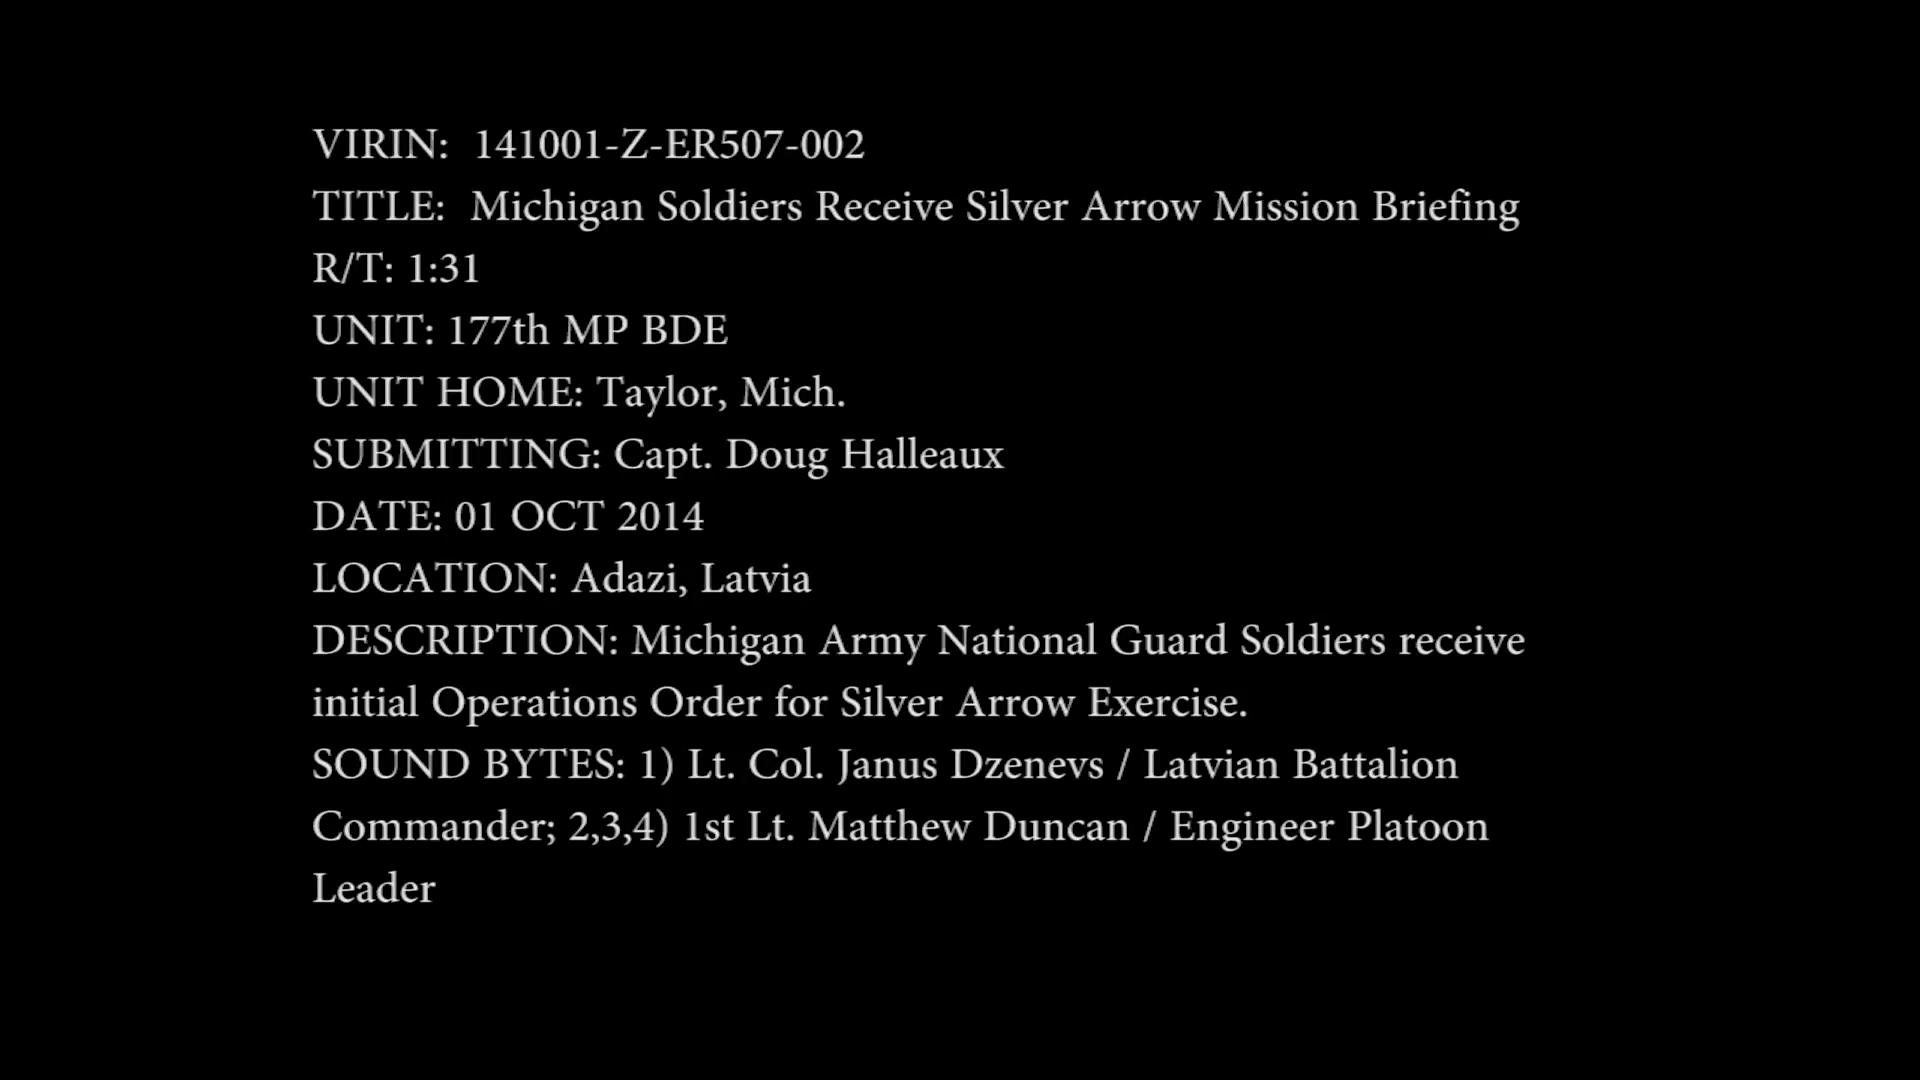 VIRIN:  141001-Z-ER507-002
TITLE:  Michigan Soldiers Receive Silver Arrow Mission Briefing
R/T: 1:31
UNIT: 177th MP BDE
UNIT HOME: Taylor, Mich.
SUBMITTING: Capt. Doug Halleaux
DATE: 01 OCT 2014
LOCATION: Adazi, Latvia
DESCRIPTION: Michigan Army National Guard Soldiers receive
initial Operations Order for Silver Arrow Exercise.
SOUND BYTES: 1) Lt. Col. Janus Dzenevs / Latvian Battalion
Commander; 2,3,4) 1st Lt. Matthew Duncan / Engineer Platoon
Leader